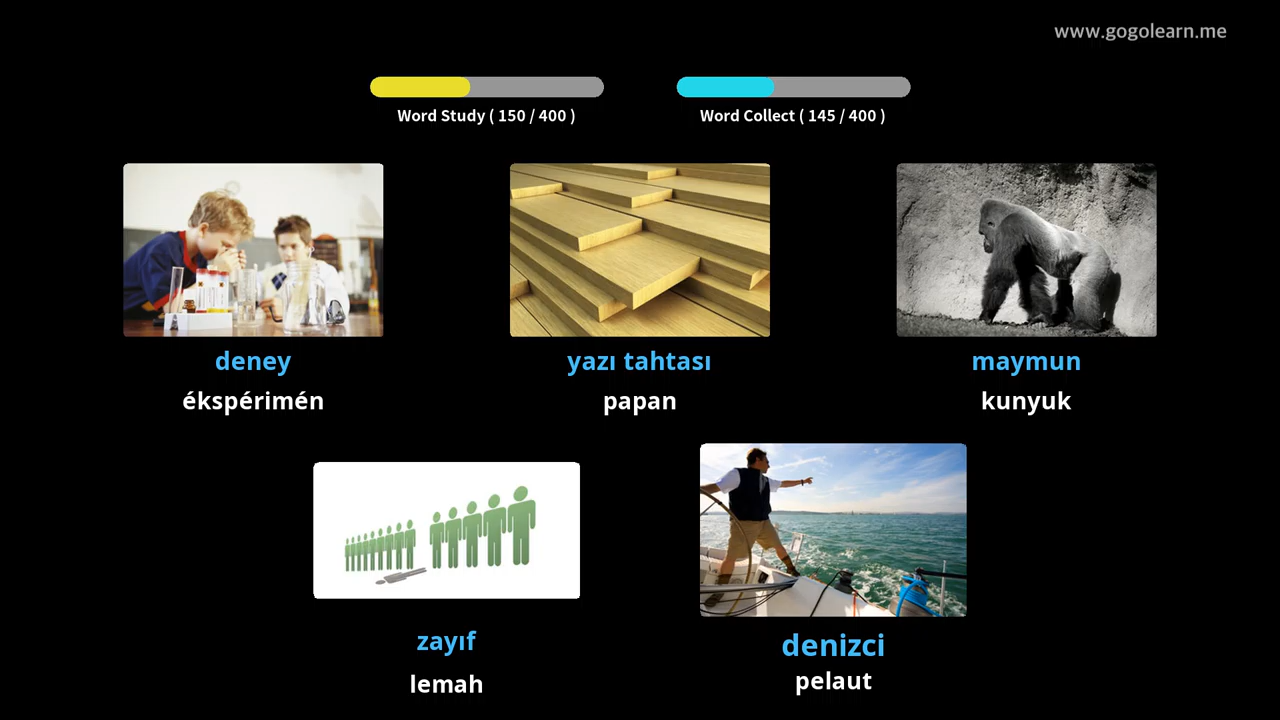 www.gogolearn.me
Word Study ( 150 / 400 )
Word Collect ( 145 / 400 )
deney
yazı tahtası
maymun
ékspérimén
papan
kunyuk
zayıf
denizci
lemah
pelaut